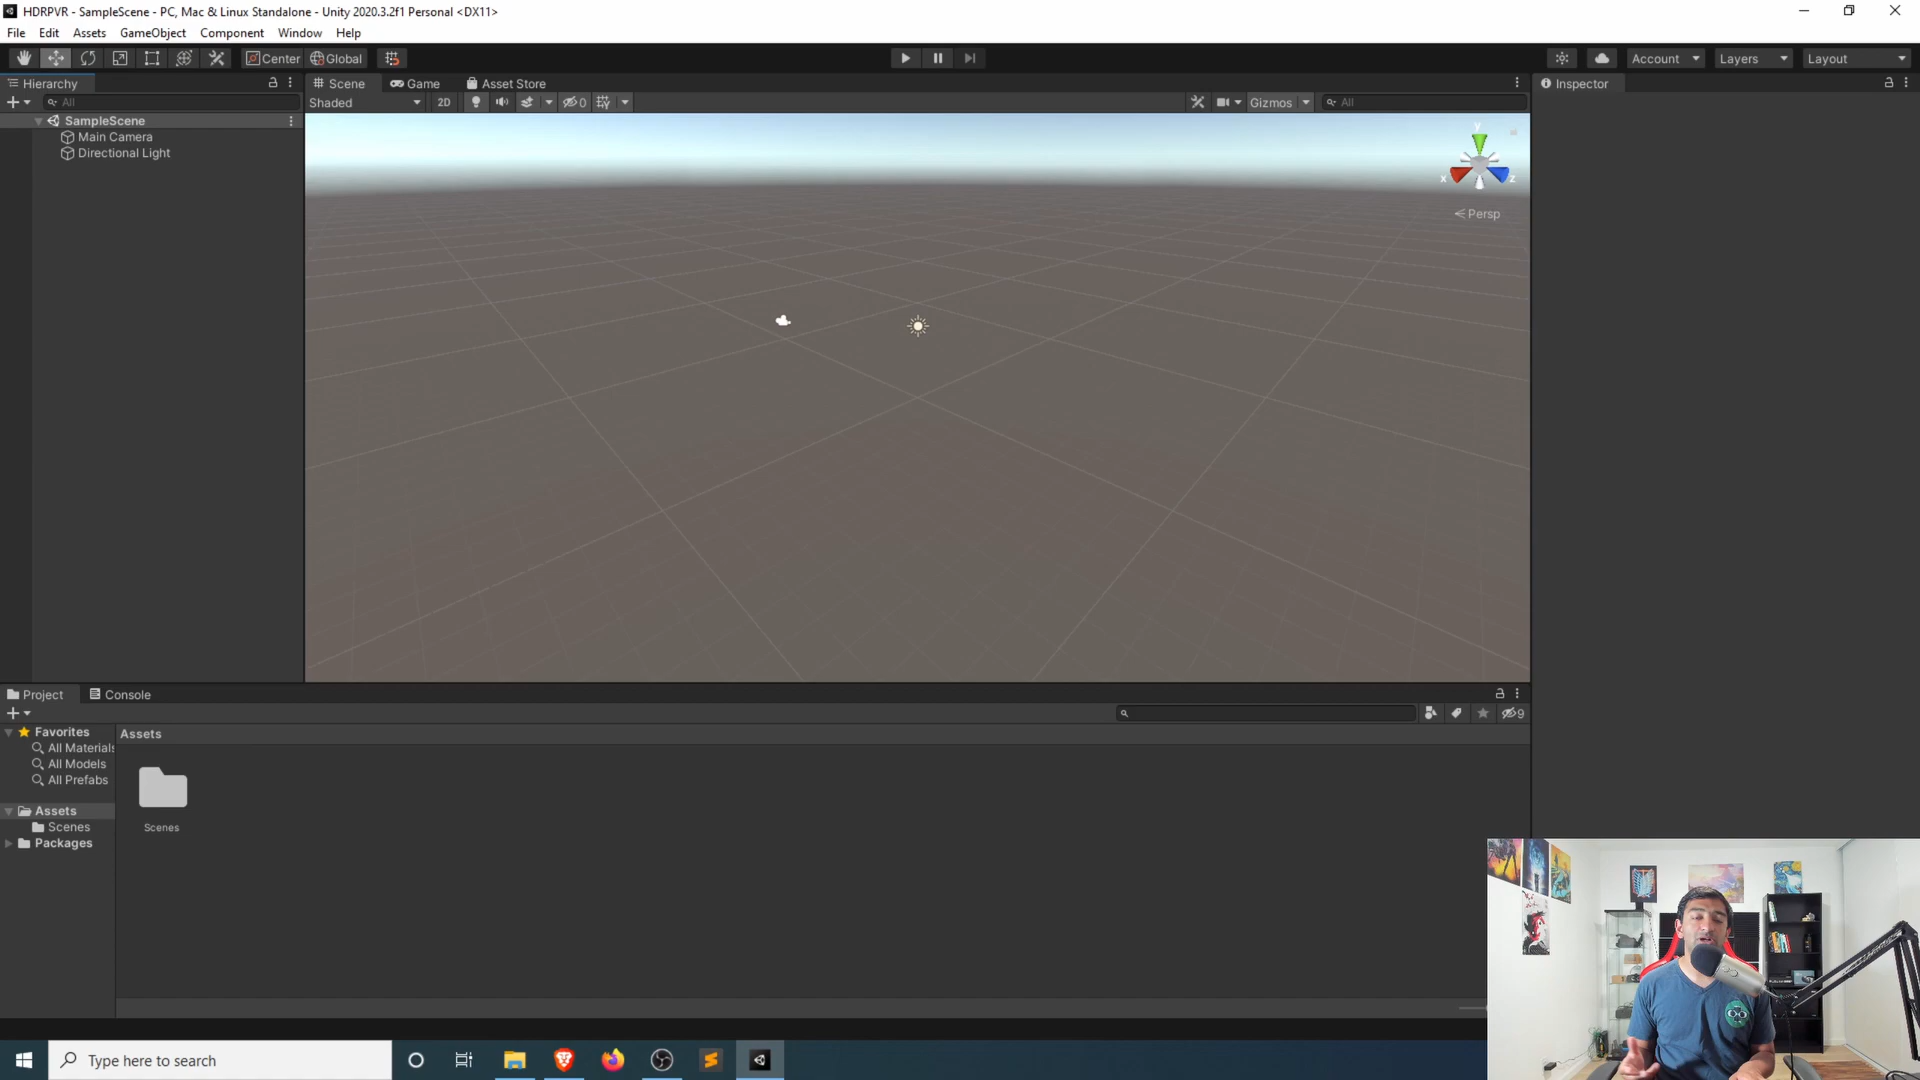 HDRPVR - SampleScene - PC, Mac & Linux Standalone - Unity 2020.3.2f1 Personal <DX11>
File Edit Assets GameObject Component Window Help
Center Global Account Layers Layout
Hierarchy
Scene Game Asset Store
Inspector
All
Shaded 2D 0 Gizmos All
SampleScene
Main Camera
Directional Light
y
x z
Persp
Project Console
9
Favorites
All Materials
All Models
All Prefabs
Assets
Scenes
Packages
Assets
Scenes
Type here to search